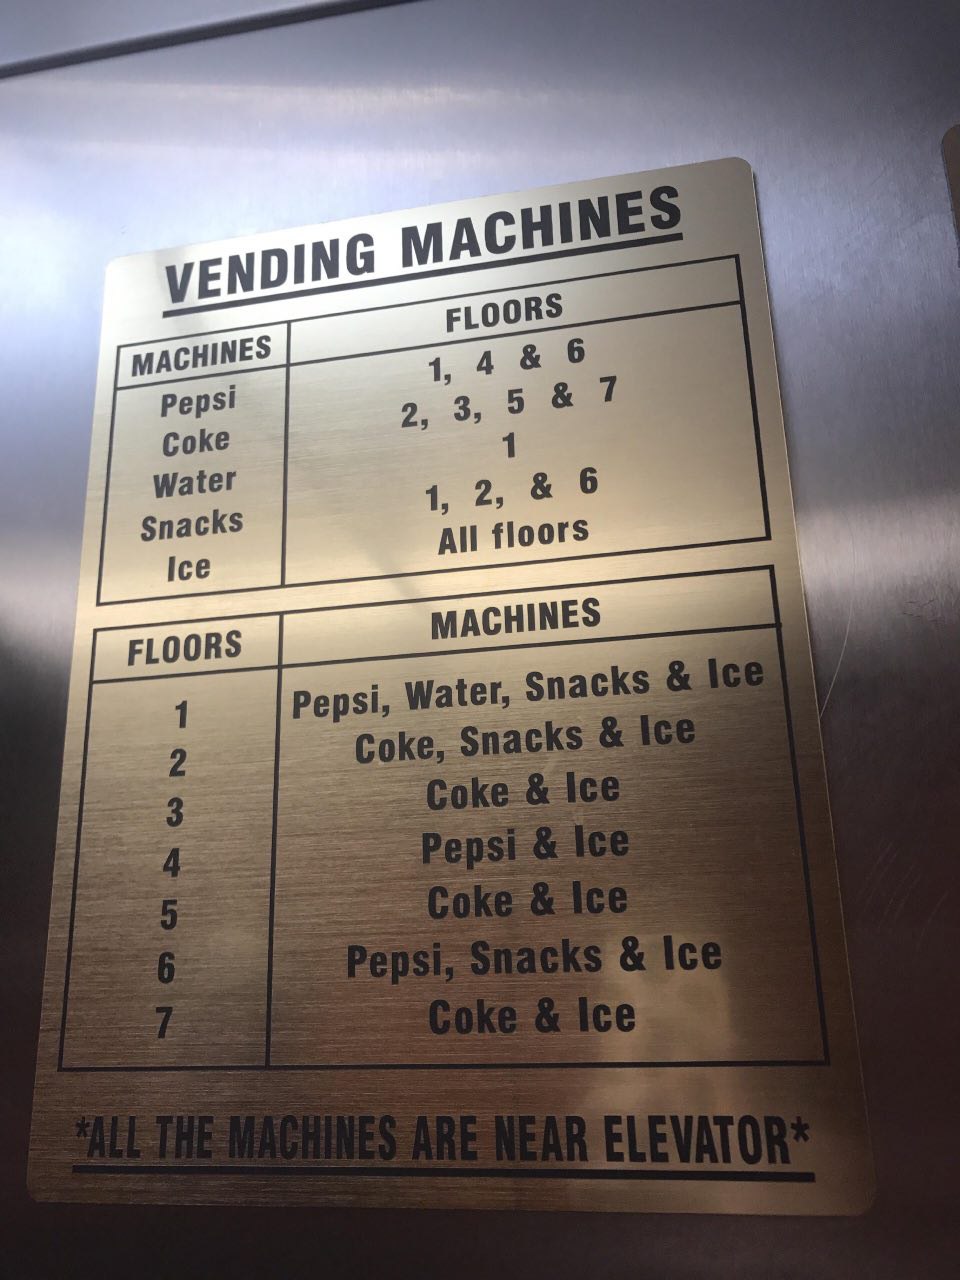 VENDING MACHINES
MACHINES FLOORS
Pepsi 1, 4 & 6
Coke 2, 3, 5 & 7
Water 1
Snacks 1, 2, & 6
Ice All floors
FLOORS MACHINES
1 Pepsi, Water, Snacks & Ice
2 Coke, Snacks & Ice
3 Coke & Ice
4 Pepsi & Ice
5 Coke & Ice
6 Pepsi, Snacks & Ice
7 Coke & Ice
*ALL THE MACHINES ARE NEAR ELEVATOR*